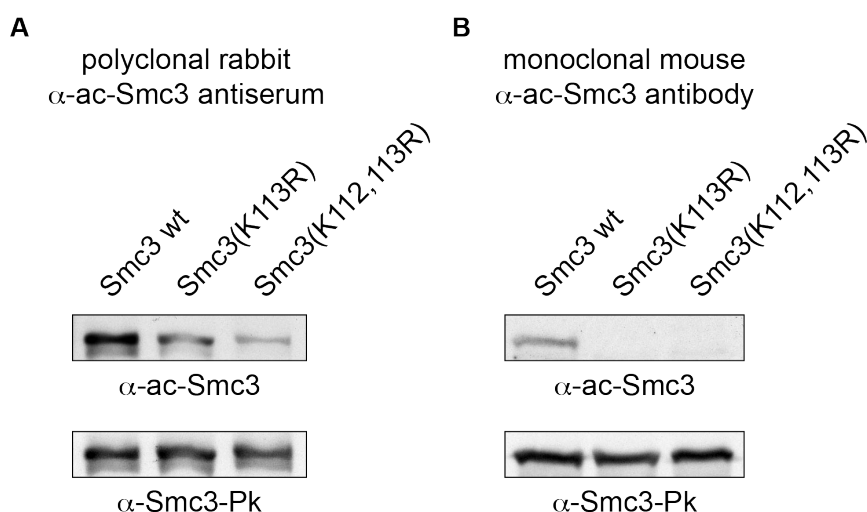 A
polyclonal rabbit
α-ac-Smc3 antiserum
Smc3 wt
Smc3(K113R)
Smc3(K112,113R)
α-ac-Smc3
α-Smc3-Pk
B
monoclonal mouse
α-ac-Smc3 antibody
Smc3 wt
Smc3(K113R)
Smc3(K112,113R)
α-ac-Smc3
α-Smc3-Pk